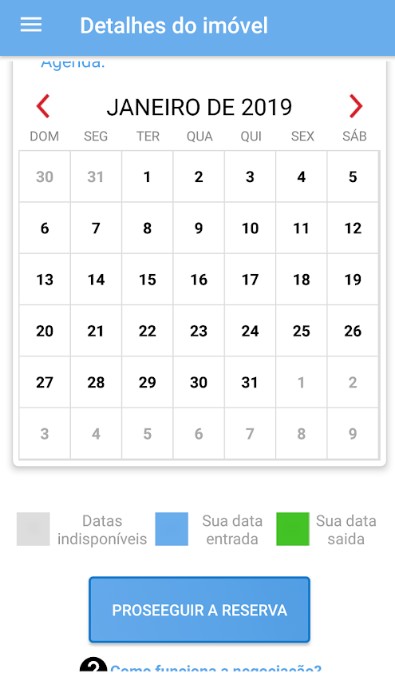 Detalhes do imóvel
Agenda:
JANEIRO DE 2019
DOM SEG TER QUA QUI SEX SÁB
30 31 1 2 3 4 5
6 7 8 9 10 11 12
13 14 15 16 17 18 19
20 21 22 23 24 25 26
27 28 29 30 31 1 2
3 4 5 6 7 8 9
Datas
indisponíveis
Sua data
entrada
Sua data
saida
PROSEEGUIR A RESERVA
? Como funciona a negociação?